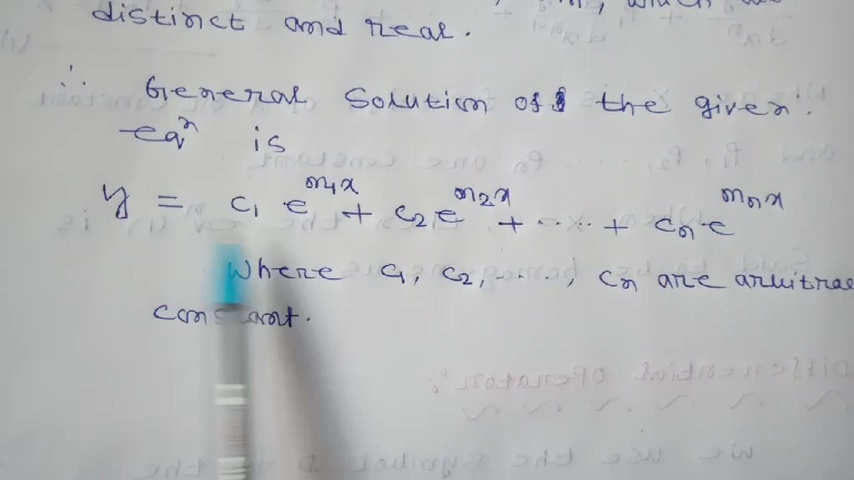 distinct and real.
∴ General Solution of the given.
eqⁿ is
y = c₁ e^{m₁x} + c₂ e^{m₂x} + ..... + cₙ e^{mₙx}
Where c₁, c₂, ...., cₙ are arbitrar
constant.